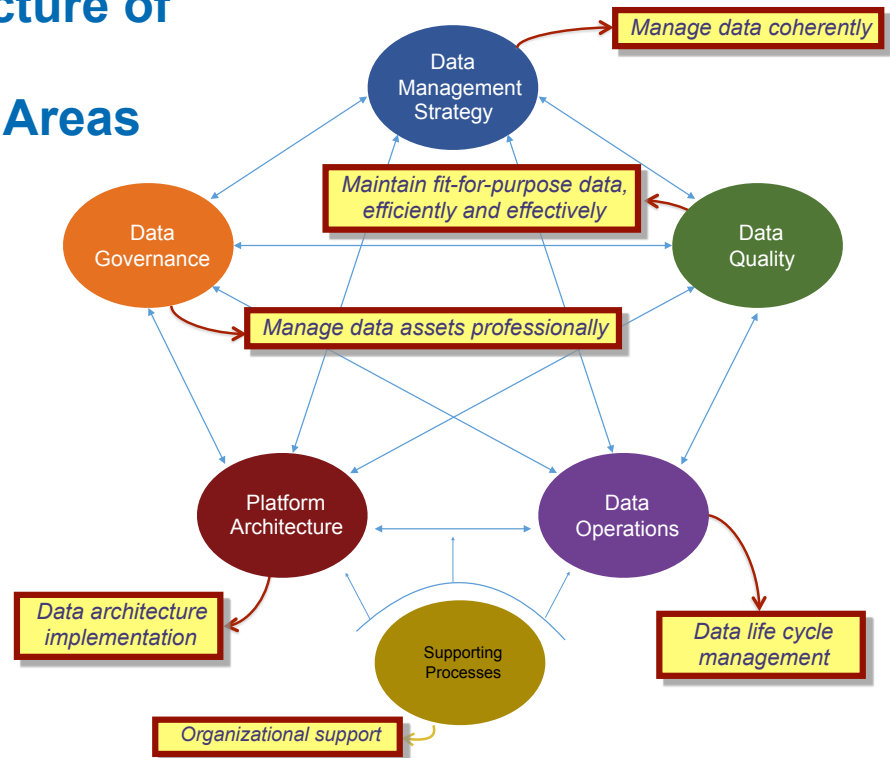 cture of
Areas
Manage data coherently
Data
Management
Strategy
Maintain fit-for-purpose data,
efficiently and effectively
Data
Governance
Data
Quality
Manage data assets professionally
Platform
Architecture
Data
Operations
Data architecture
implementation
Data life cycle
management
Supporting
Processes
Organizational support